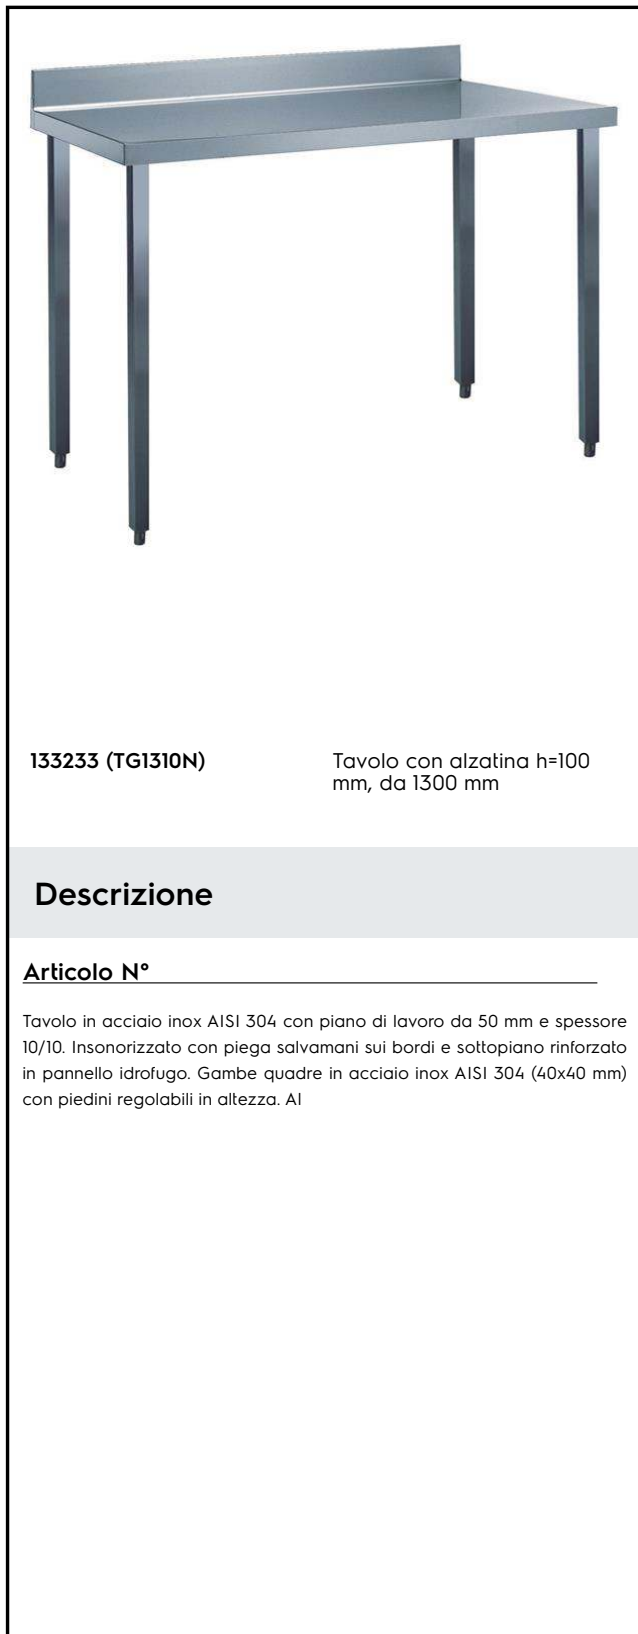 133233 (TG1310N)
Tavolo con alzatina h=100
mm, da 1300 mm
Descrizione
Articolo N°
Tavolo in acciaio inox AISI 304 con piano di lavoro da 50 mm e spessore
10/10. Insonorizzato con piega salvamani sui bordi e sottopiano rinforzato
in pannello idrofugo. Gambe quadre in acciaio inox AISI 304 (40x40 mm)
con piedini regolabili in altezza. AI